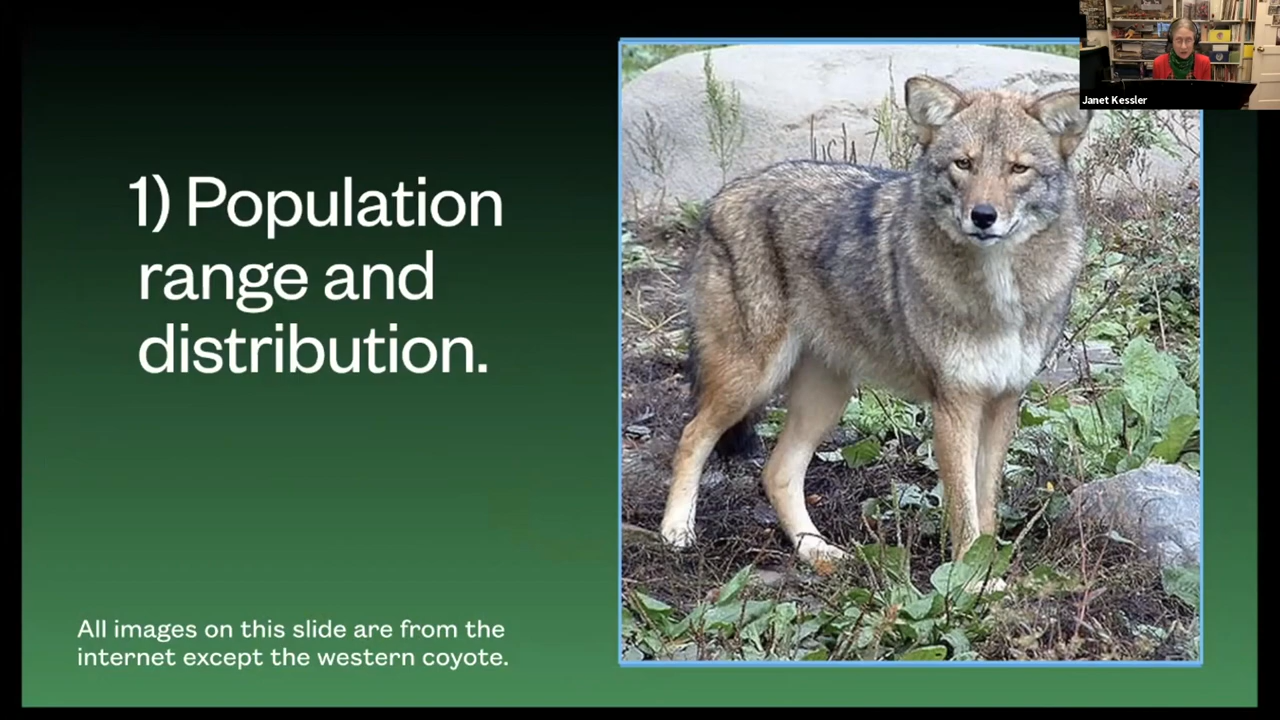 1) Population
range and
distribution.
All images on this slide are from the
internet except the western coyote.
Janet Kessler